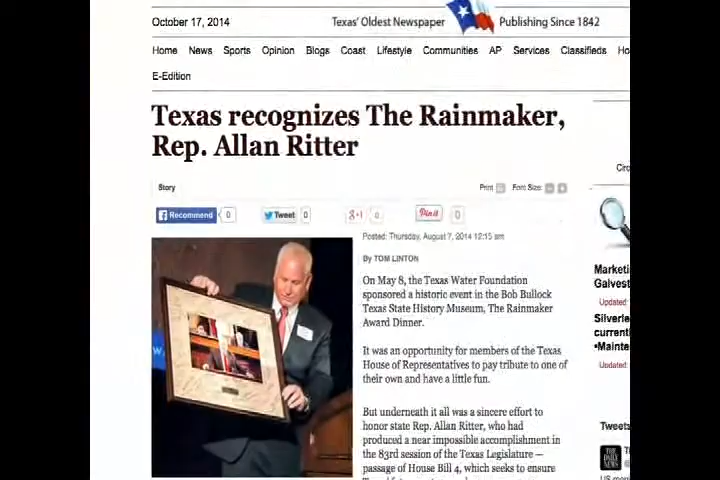 October 17, 2014
Texas' Oldest Newspaper Publishing Since 1842
Home News Sports Opinion Blogs Coast Lifestyle Communities AP Services Classifieds Ho
E-Edition
Texas recognizes The Rainmaker,
Rep. Allan Ritter
Story
Print Font Size:
Recommend 0 Tweet 0 g+1 0 Pin it 0
Posted: Thursday, August 7, 2014 12:15 am
By TOM LINTON
On May 8, the Texas Water Foundation
sponsored a historic event in the Bob Bullock
Texas State History Museum, The Rainmaker
Award Dinner.
It was an opportunity for members of the Texas
House of Representatives to pay tribute to one of
their own and have a little fun.
But underneath it all was a sincere effort to
honor state Rep. Allan Ritter, who had
produced a near impossible accomplishment in
the 83rd session of the Texas Legislature —
passage of House Bill 4, which seeks to ensure
Circ
Marketi
Galvest
Updated:
Silverle
current
•Mainte
Updated:
Tweets
THE DAILY NEWS